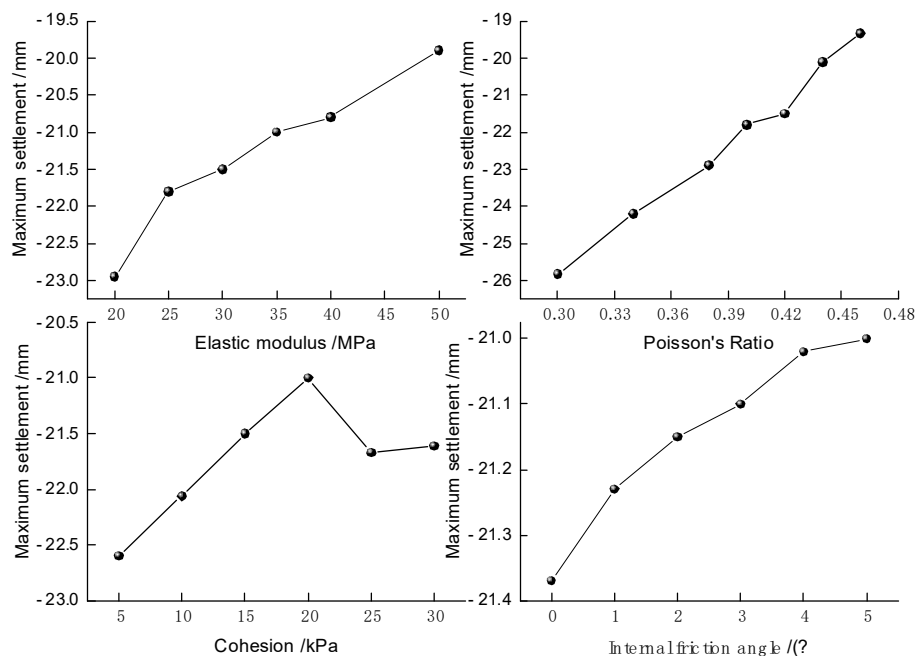 -19.5
-20.0
-20.5
-21.0
-21.5
-22.0
-22.5
-23.0
Maximum settlement /mm
20 25 30 35 40 45 50
Elastic modulus /MPa
-19
-20
-21
-22
-23
-24
-25
-26
Maximum settlement /mm
0.30 0.33 0.36 0.39 0.42 0.45 0.48
Poisson's Ratio
-20.5
-21.0
-21.5
-22.0
-22.5
-23.0
Maximum settlement /mm
5 10 15 20 25 30
Cohesion /kPa
-21.0
-21.1
-21.2
-21.3
-21.4
Maximum settlement /mm
0 1 2 3 4 5
Internal friction angle /(?